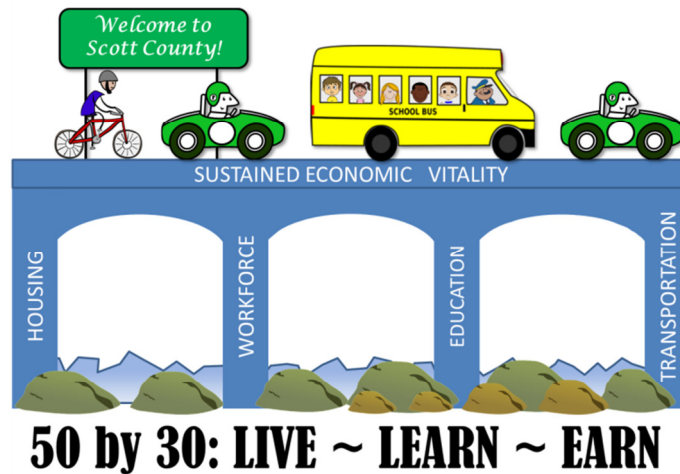 Welcome to
Scott County!
SCHOOL BUS
SUSTAINED ECONOMIC VITALITY
HOUSING
WORKFORCE
EDUCATION
TRANSPORTATION
50 by 30: LIVE ~ LEARN ~ EARN